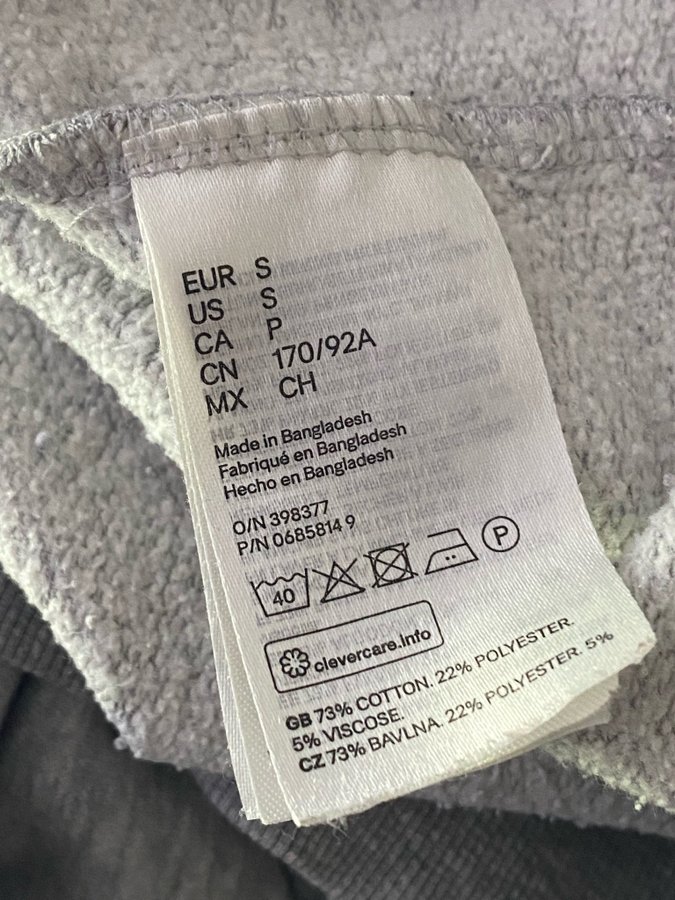 EUR S
US S
CA P
CN 170/92A
MX CH
Made in Bangladesh
Fabriqué en Bangladesh
Hecho en Bangladesh
O/N 398377
P/N 0685814 9
40 P
clevercare.info
GB 73% COTTON. 22% POLYESTER.
5% VISCOSE.
CZ 73% BAVLNA. 22% POLYESTER. 5%